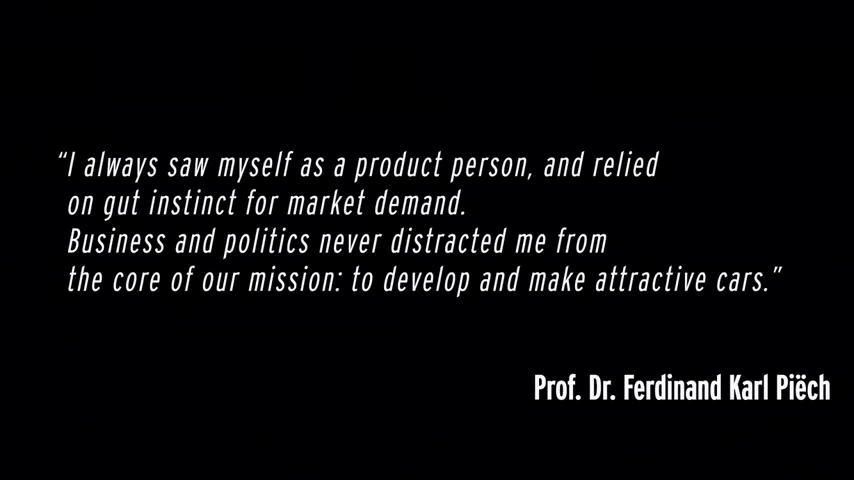 “I always saw myself as a product person, and relied
on gut instinct for market demand.
Business and politics never distracted me from
the core of our mission: to develop and make attractive cars.”
Prof. Dr. Ferdinand Karl Piëch